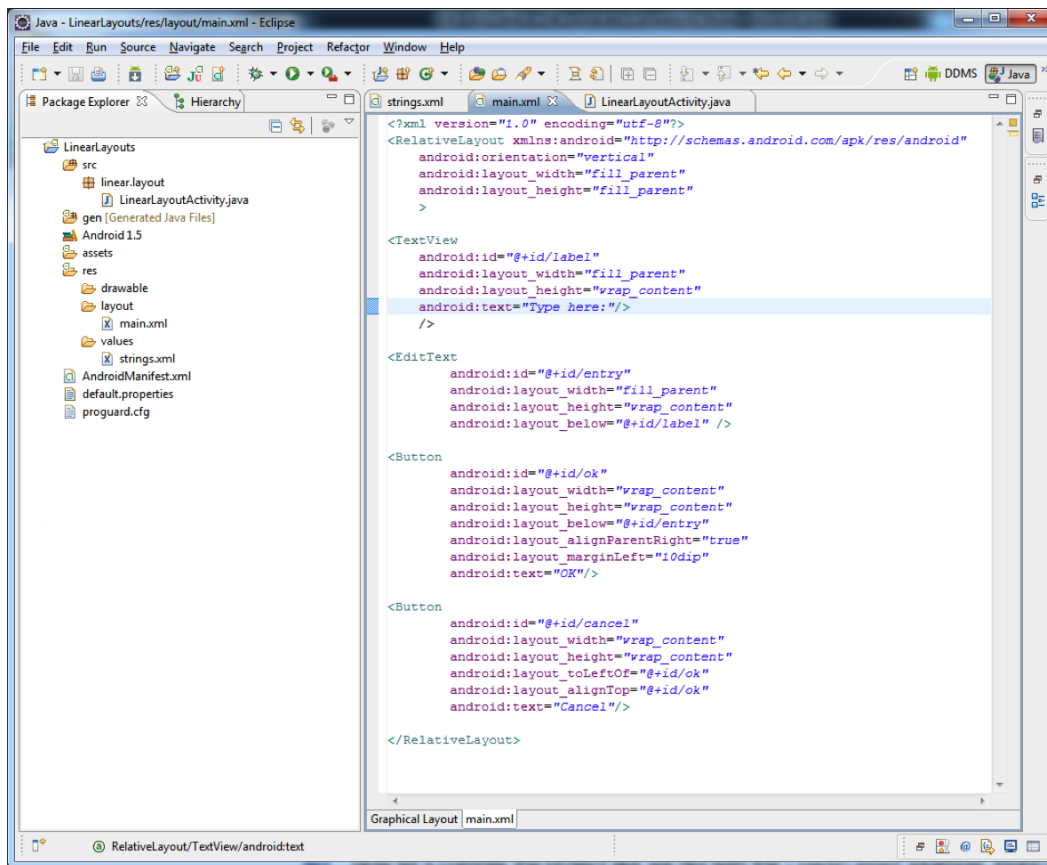 Java - LinearLayouts/res/layout/main.xml - Eclipse
File Edit Run Source Navigate Search Project Refactor Window Help
DDMS Java
Package Explorer Hierarchy
LinearLayouts
src
linear.layout
LinearLayoutActivity.java
gen [Generated Java Files]
Android 1.5
assets
res
drawable
layout
main.xml
values
strings.xml
AndroidManifest.xml
default.properties
proguard.cfg
strings.xml main.xml LinearLayoutActivity.java
<?xml version="1.0" encoding="utf-8"?>
<RelativeLayout xmlns:android="http://schemas.android.com/apk/res/android"
    android:orientation="vertical"
    android:layout_width="fill_parent"
    android:layout_height="fill_parent"
    >
<TextView
    android:id="@+id/label"
    android:layout_width="fill_parent"
    android:layout_height="wrap_content"
    android:text="Type here:"/>
    />
<EditText
        android:id="@+id/entry"
        android:layout_width="fill_parent"
        android:layout_height="wrap_content"
        android:layout_below="@+id/label" />
<Button
        android:id="@+id/ok"
        android:layout_width="wrap_content"
        android:layout_height="wrap_content"
        android:layout_below="@+id/entry"
        android:layout_alignParentRight="true"
        android:layout_marginLeft="10dip"
        android:text="OK"/>
<Button
        android:id="@+id/cancel"
        android:layout_width="wrap_content"
        android:layout_height="wrap_content"
        android:layout_toLeftOf="@+id/ok"
        android:layout_alignTop="@+id/ok"
        android:text="Cancel"/>
</RelativeLayout>
Graphical Layout main.xml
RelativeLayout/TextView/android:text